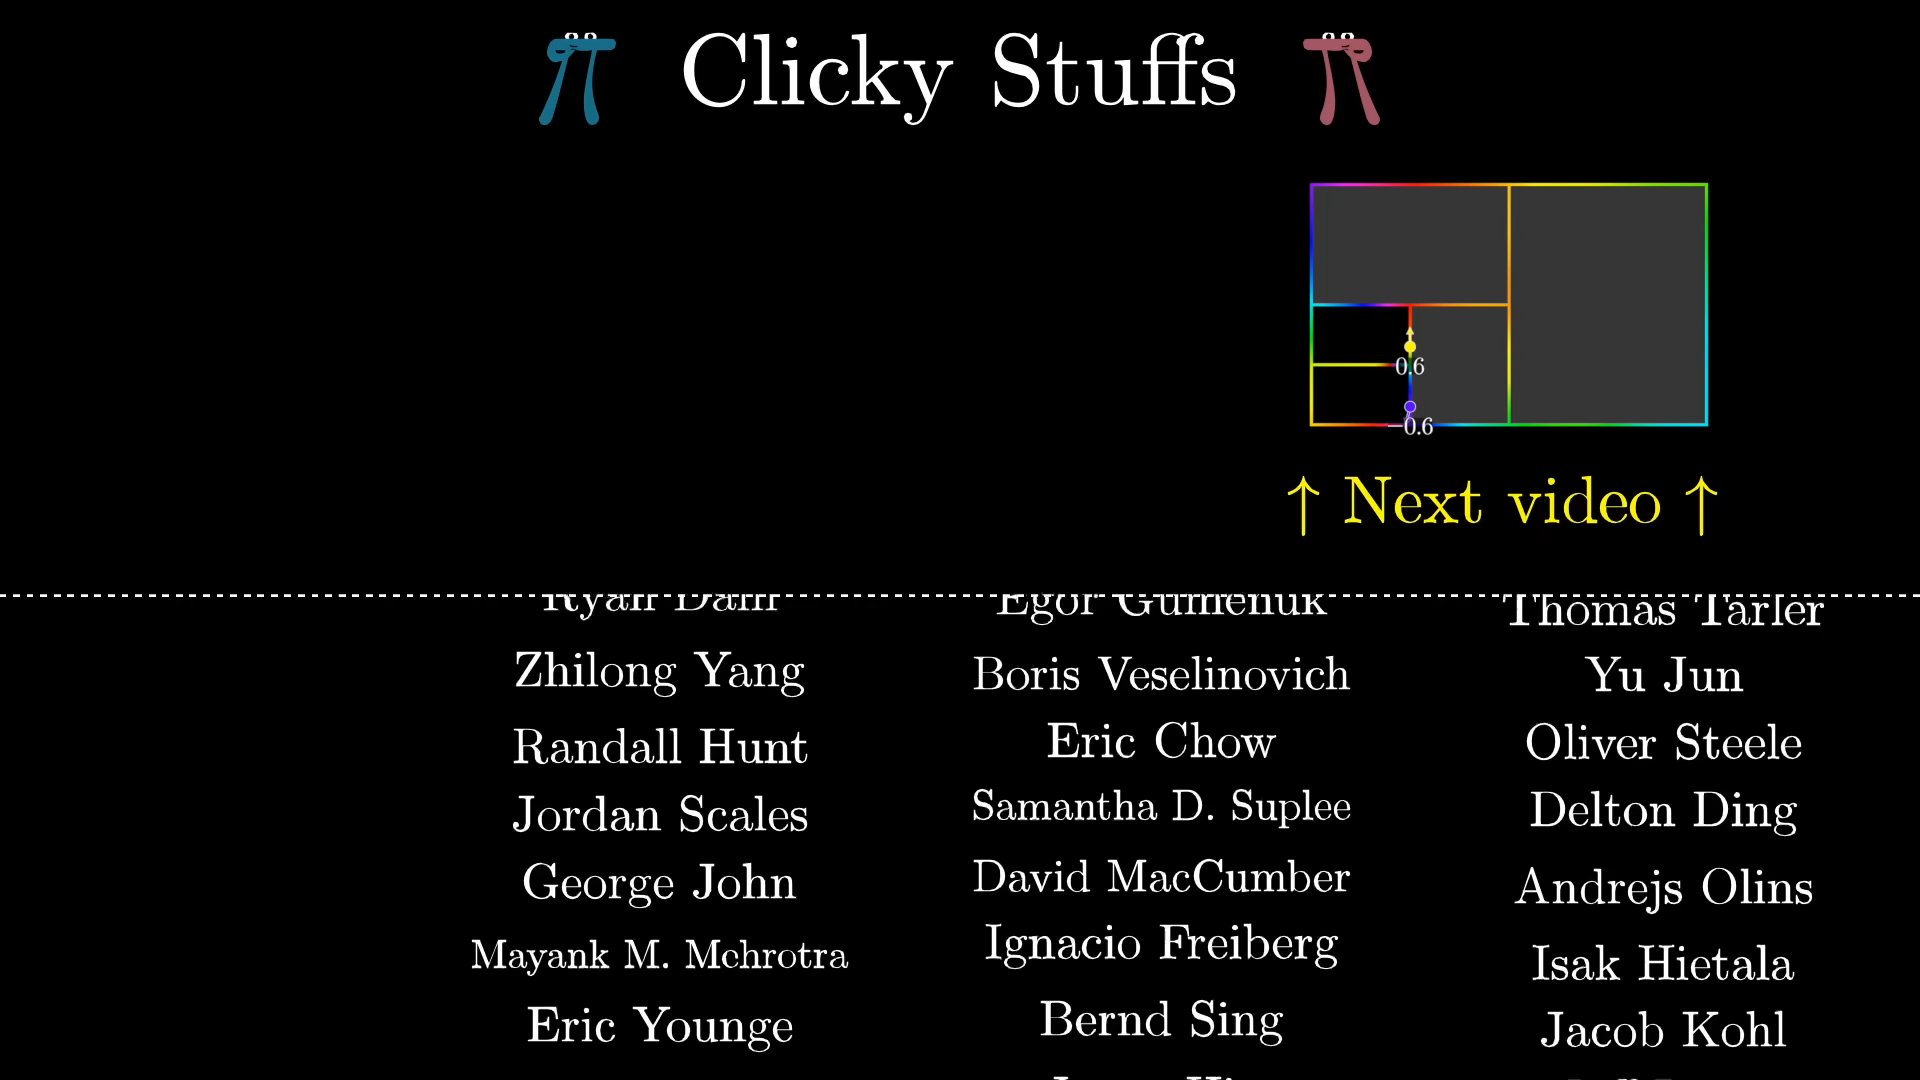 Clicky Stuffs
0.6
−0.6
↑ Next video ↑
Egor Gumenuk
Thomas Tarler
Zhilong Yang
Boris Veselinovich
Yu Jun
Randall Hunt
Eric Chow
Oliver Steele
Jordan Scales
Samantha D. Suplee
Delton Ding
George John
David MacCumber
Andrejs Olins
Mayank M. Mehrotra
Ignacio Freiberg
Isak Hietala
Eric Younge
Bernd Sing
Jacob Kohl